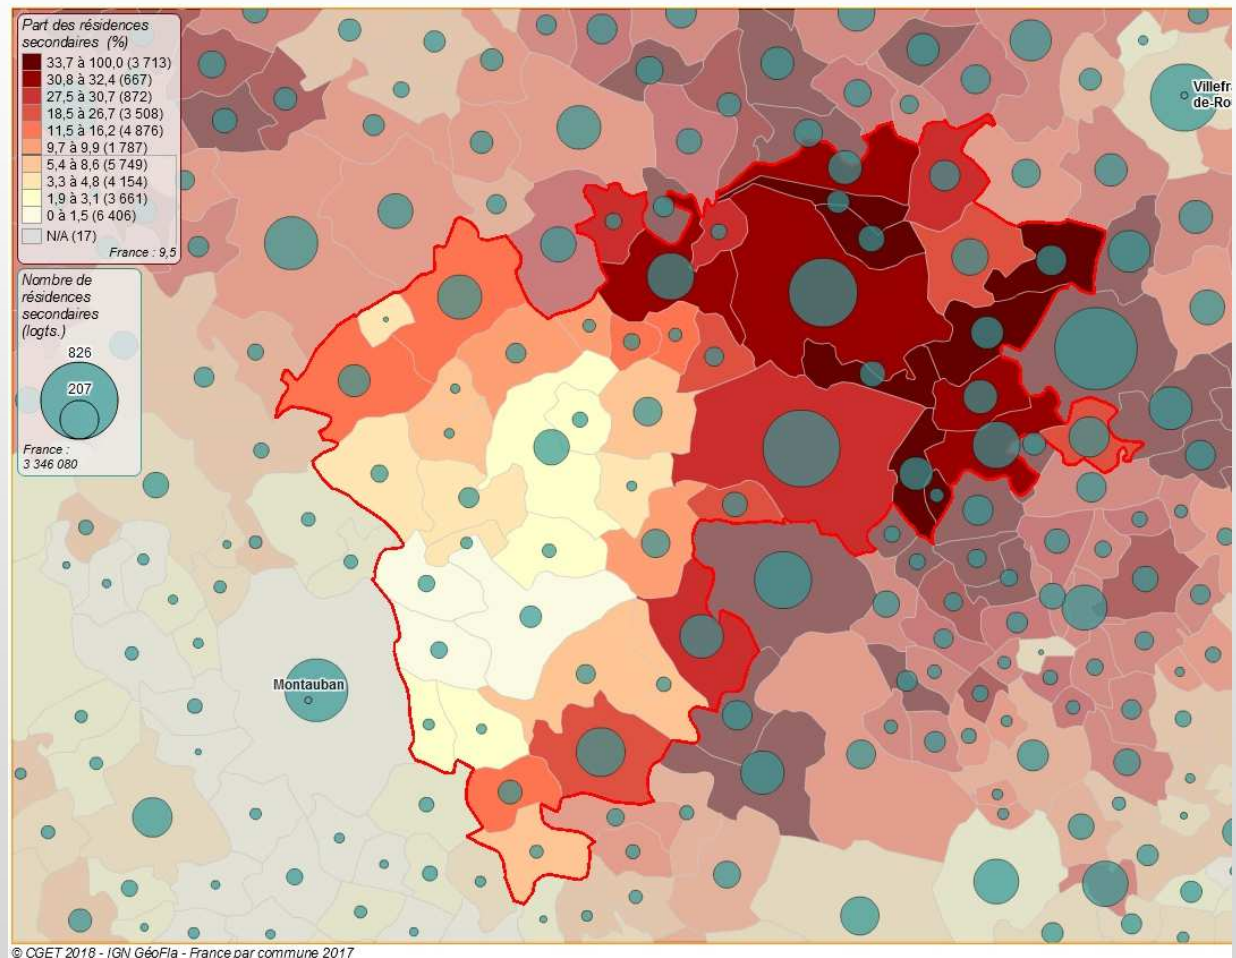 Part des résidences
secondaires (%)
33,7 à 100,0 (3 713)
30,8 à 32,4 (667)
27,5 à 30,7 (872)
18,5 à 26,7 (3 508)
11,5 à 16,2 (4 876)
9,7 à 9,9 (1 787)
5,4 à 8,6 (5 749)
3,3 à 4,8 (4 154)
1,9 à 3,1 (3 661)
0 à 1,5 (6 406)
N/A (17)
France : 9,5
Nombre de
résidences
secondaires
(logts.)
826
207
France :
3 346 080
Villefr
de-Ro
Montauban
© CGET 2018 - IGN GéoFla - France par commune 2017